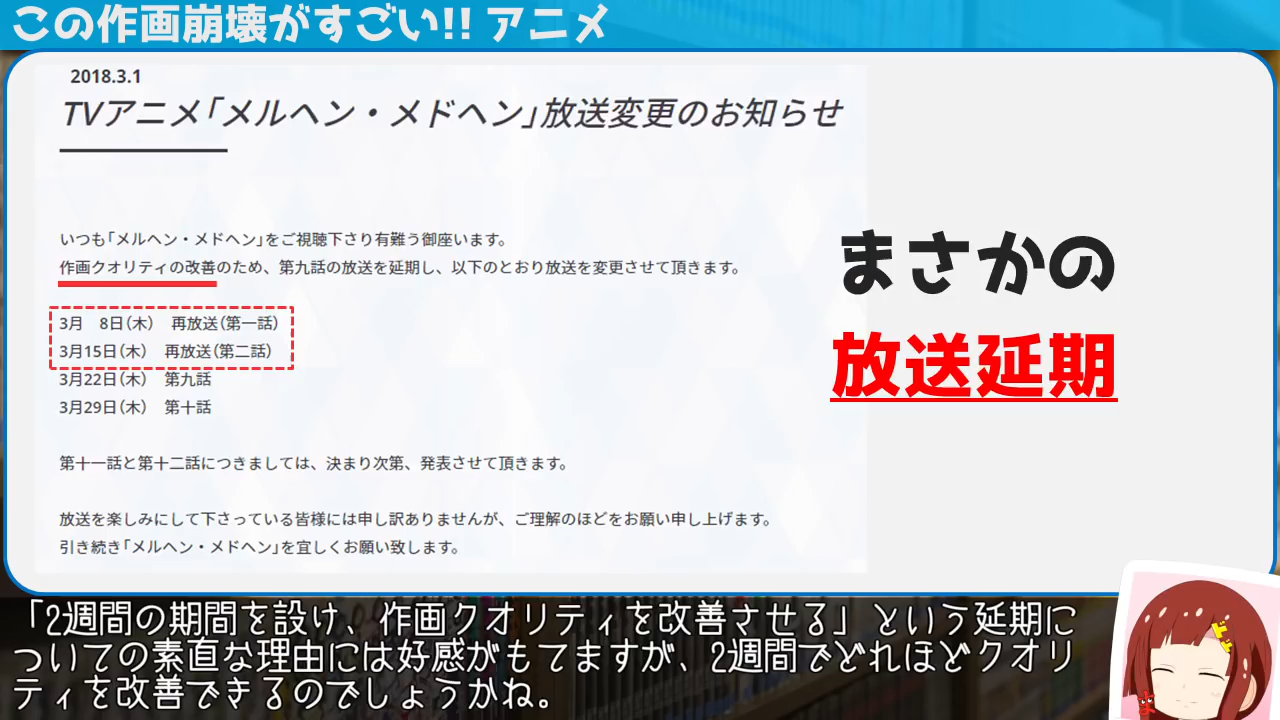 この作画崩壊がすごい!! アニメ
2018.3.1
TVアニメ「メルヘン・メドヘン」放送変更のお知らせ
いつも「メルヘン・メドヘン」をご視聴下さり有難う御座います。
作画クオリティの改善のため、第九話の放送を延期し、以下のとおり放送を変更させて頂きます。
3月　8日(木)　再放送(第一話)
3月15日(木)　再放送(第二話)
3月22日(木)　第九話
3月29日(木)　第十話
第十一話と第十二話につきましては、決まり次第、発表させて頂きます。
放送を楽しみにして下さっている皆様には申し訳ありませんが、ご理解のほどをお願い申し上げます。
引き続き「メルヘン・メドヘン」を宜しくお願い致します。
まさかの
放送延期
「2週間の期間を設け、作画クオリティを改善させる」という延期に
ついての素直な理由には好感がもてますが、2週間でどれほどクオリ
ティを改善できるのでしょうかね。